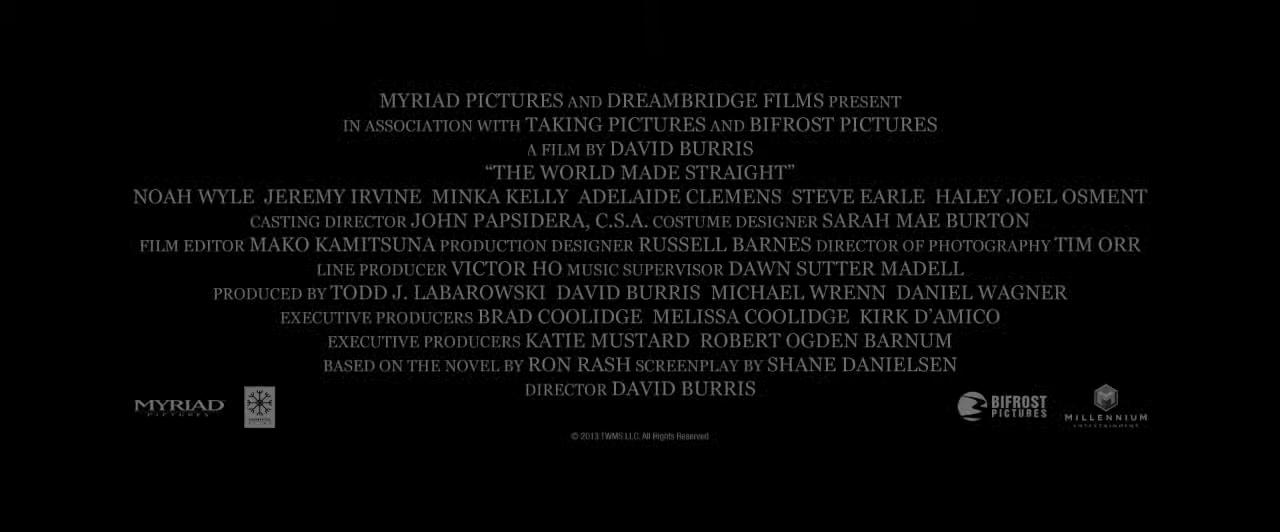 MYRIAD PICTURES AND DREAMBRIDGE FILMS PRESENT
IN ASSOCIATION WITH TAKING PICTURES AND BIFROST PICTURES
A FILM BY DAVID BURRIS
“THE WORLD MADE STRAIGHT”
NOAH WYLE JEREMY IRVINE MINKA KELLY ADELAIDE CLEMENS STEVE EARLE HALEY JOEL OSMENT
CASTING DIRECTOR JOHN PAPSIDERA, C.S.A. COSTUME DESIGNER SARAH MAE BURTON
FILM EDITOR MAKO KAMITSUNA PRODUCTION DESIGNER RUSSELL BARNES DIRECTOR OF PHOTOGRAPHY TIM ORR
LINE PRODUCER VICTOR HO MUSIC SUPERVISOR DAWN SUTTER MADELL
PRODUCED BY TODD J. LABAROWSKI DAVID BURRIS MICHAEL WRENN DANIEL WAGNER
EXECUTIVE PRODUCERS BRAD COOLIDGE MELISSA COOLIDGE KIRK D’AMICO
EXECUTIVE PRODUCERS KATIE MUSTARD ROBERT OGDEN BARNUM
BASED ON THE NOVEL BY RON RASH SCREENPLAY BY SHANE DANIELSEN
DIRECTOR DAVID BURRIS
MYRIAD
PICTURES
BIFROST
PICTURES
MILLENNIUM
ENTERTAINMENT
© 2013 TWMS LLC. All Rights Reserved